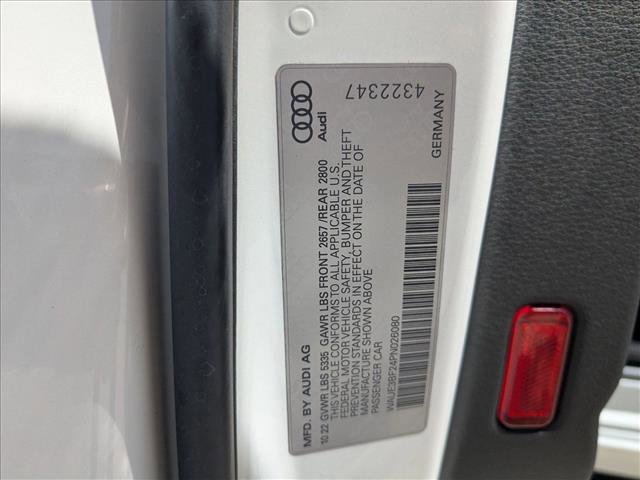 MFD. BY AUDI AG
Audi
10.22 GVWR LBS 5335 GAWR LBS FRONT 2657 /REAR 2800
THIS VEHICLE CONFORMS TO ALL APPLICABLE U.S.
FEDERAL MOTOR VEHICLE SAFETY, BUMPER AND THEFT
PREVENTION STANDARDS IN EFFECT ON THE DATE OF
MANUFACTURE SHOWN ABOVE
PASSENGER CAR
WAUE3BF24PN026080
4322347
GERMANY